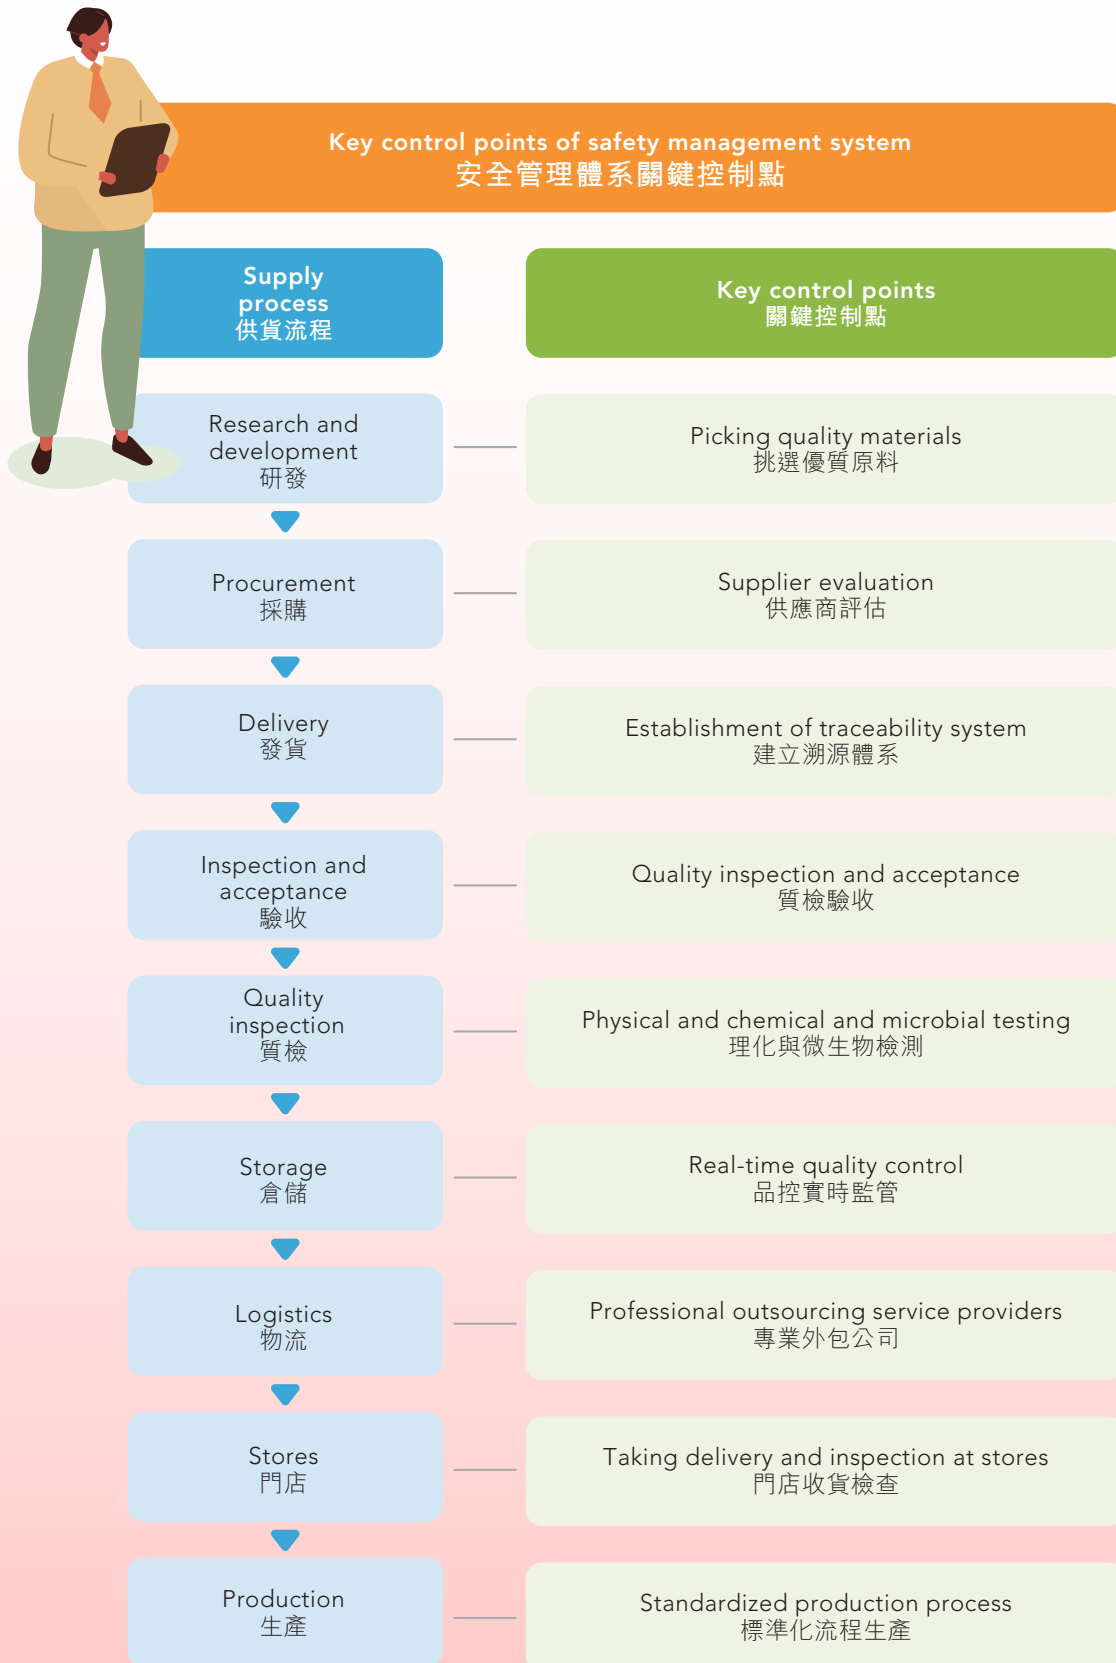 Key control points of safety management system
安全管理體系關鍵控制點
Supply
process
供貨流程
Key control points
關鍵控制點
Research and
development
研發
Picking quality materials
挑選優質原料
Procurement
採購
Supplier evaluation
供應商評估
Delivery
發貨
Establishment of traceability system
建立溯源體系
Inspection and
acceptance
驗收
Quality inspection and acceptance
質檢驗收
Quality
inspection
質檢
Physical and chemical and microbial testing
理化與微生物檢測
Storage
倉儲
Real-time quality control
品控實時監管
Logistics
物流
Professional outsourcing service providers
專業外包公司
Stores
門店
Taking delivery and inspection at stores
門店收貨檢查
Production
生產
Standardized production process
標準化流程生產